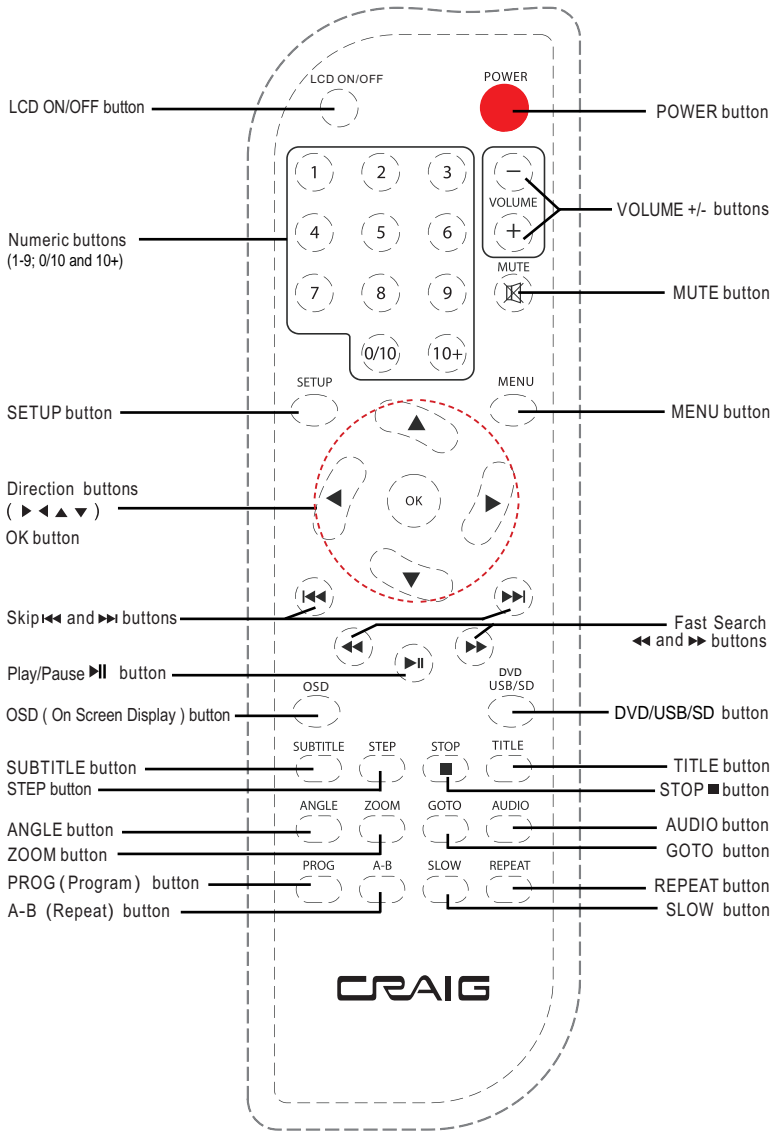 LCD ON/OFF
POWER
LCD ON/OFF button
POWER button
1 2 3
VOLUME
− +
VOLUME +/- buttons
4 5 6
Numeric buttons
(1-9; 0/10 and 10+)
MUTE
MUTE button
7 8 9
0/10 10+
SETUP
MENU
SETUP button
MENU button
Direction buttons
( ▶ ◀ ▲ ▼ )
OK button
OK
Skip ⏮ and ⏭ buttons
Fast Search
◀◀ and ▶▶ buttons
Play/Pause ▶II button
OSD
DVD
USB/SD
OSD ( On Screen Display ) button
DVD/USB/SD button
SUBTITLE STEP STOP TITLE
SUBTITLE button
TITLE button
STEP button
STOP ■ button
ANGLE ZOOM GOTO AUDIO
ANGLE button
AUDIO button
ZOOM button
GOTO button
PROG A-B SLOW REPEAT
PROG (Program) button
REPEAT button
A-B (Repeat) button
SLOW button
CRAIG